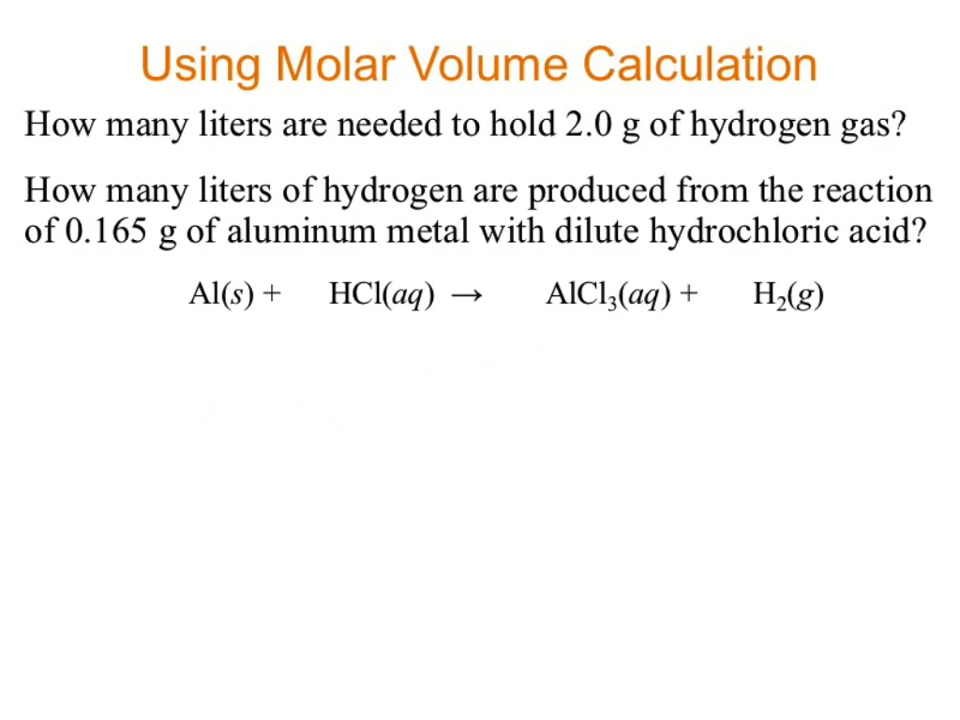 Using Molar Volume Calculation
How many liters are needed to hold 2.0 g of hydrogen gas?
How many liters of hydrogen are produced from the reaction
of 0.165 g of aluminum metal with dilute hydrochloric acid?
Al(s) + HCl(aq) → AlCl₃(aq) + H₂(g)